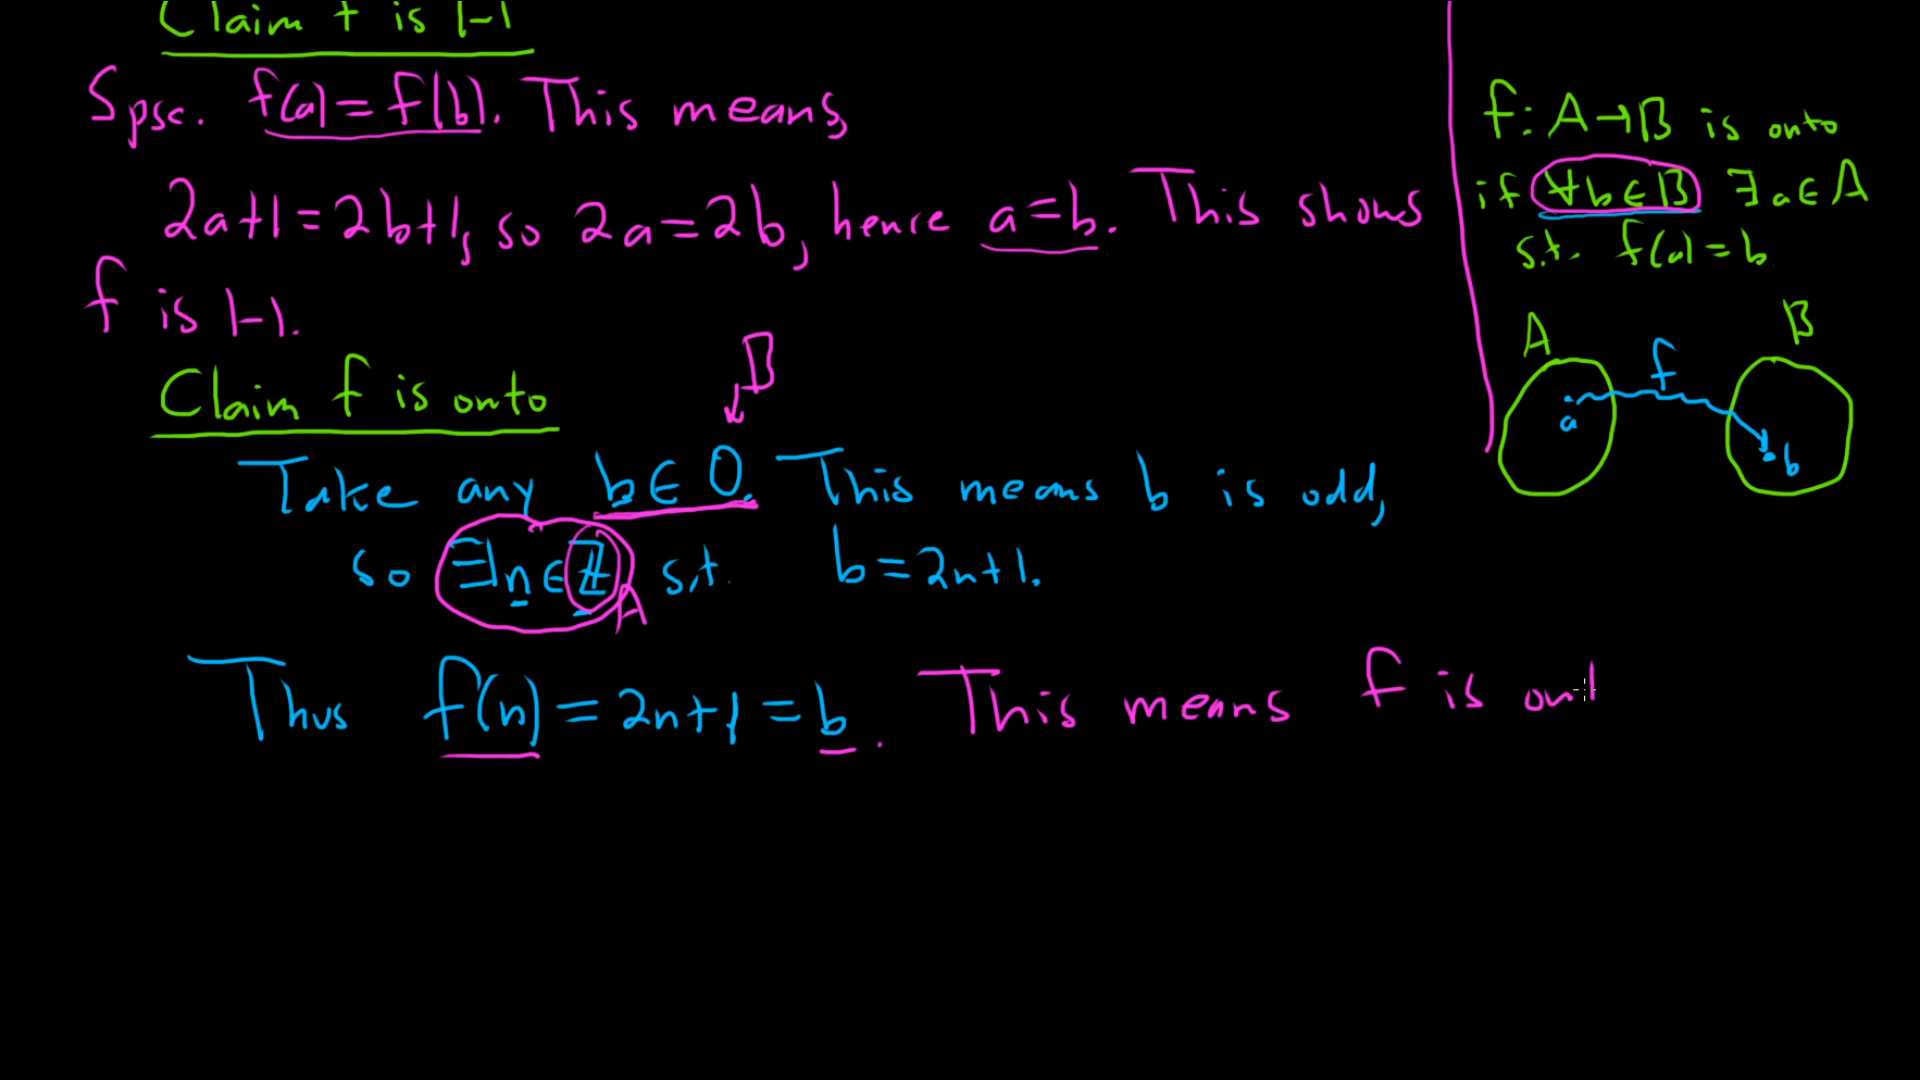 Claim f is 1-1
Spse. f(a) = f(b). This means
2a+1 = 2b+1, so 2a = 2b, hence a = b. This shows
f is 1-1.
Claim f is onto
B
Take any b ∈ O. This means b is odd,
so ∃n ∈ ℤ s.t. b = 2n+1.
A
Thus f(n) = 2n+1 = b. This means f is ont
f: A → B is onto
if ∀b ∈ B ∃a ∈ A
s.t. f(a) = b
A f B
a b